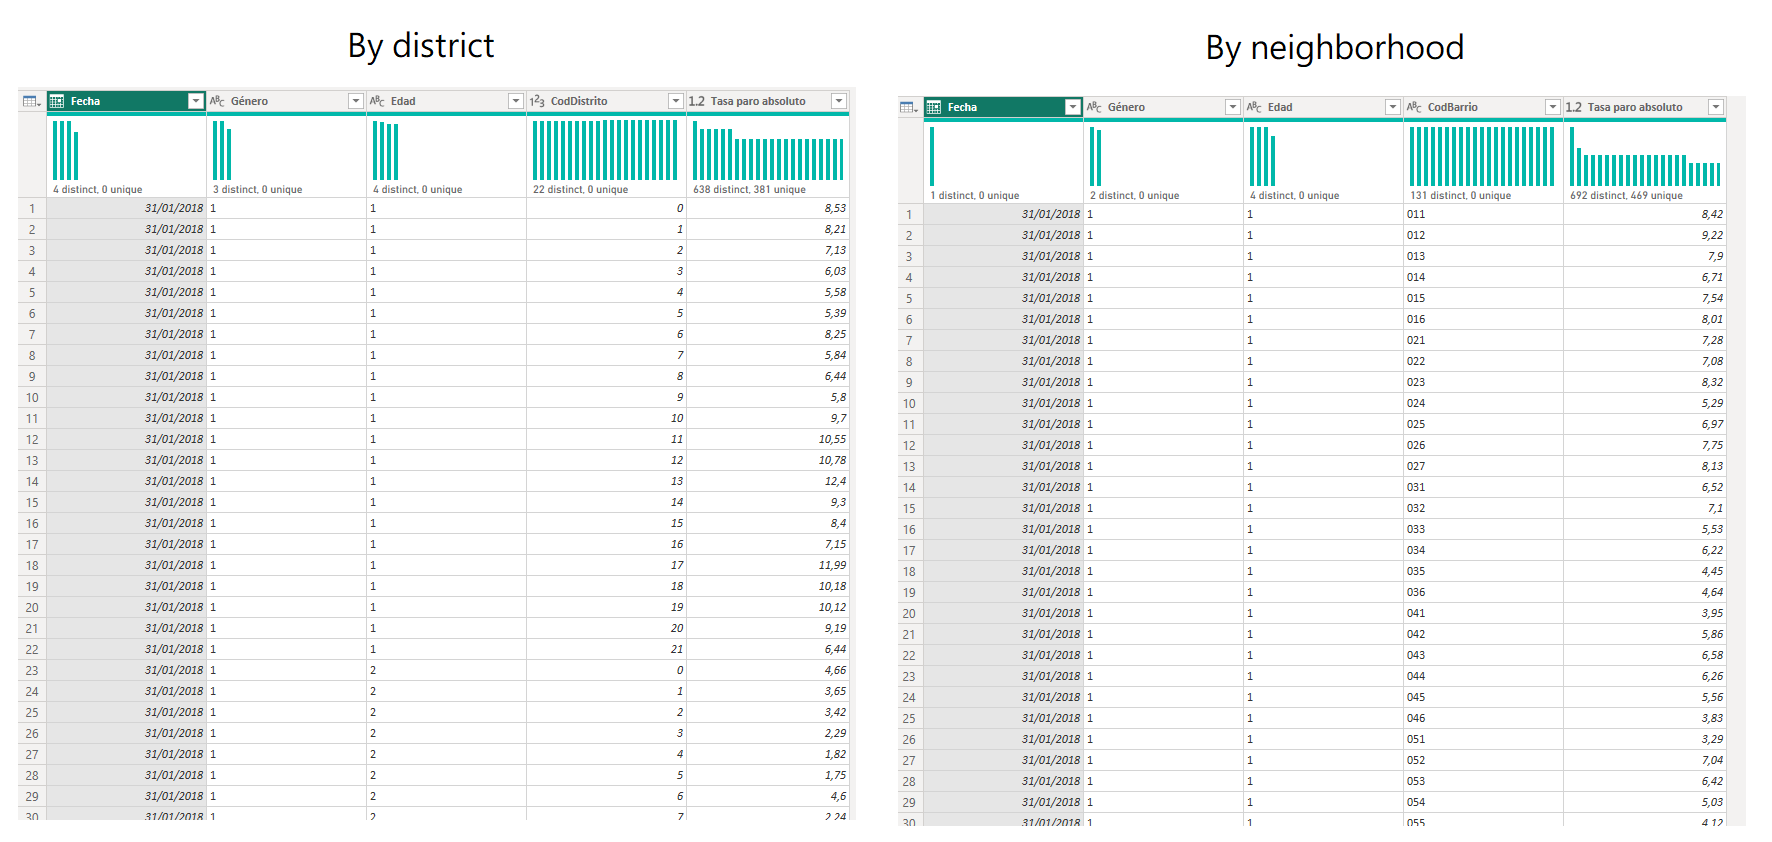 By district
By neighborhood
Fecha ABC Género ABC Edad 123 CodDistrito 1.2 Tasa paro absoluto
4 distinct, 0 unique 3 distinct, 0 unique 4 distinct, 0 unique 22 distinct, 0 unique 638 distinct, 381 unique
1 31/01/2018 1 1 0 8,53
2 31/01/2018 1 1 1 8,21
3 31/01/2018 1 1 2 7,13
4 31/01/2018 1 1 3 6,03
5 31/01/2018 1 1 4 5,58
6 31/01/2018 1 1 5 5,39
7 31/01/2018 1 1 6 8,25
8 31/01/2018 1 1 7 5,84
9 31/01/2018 1 1 8 6,44
10 31/01/2018 1 1 9 5,8
11 31/01/2018 1 1 10 9,7
12 31/01/2018 1 1 11 10,55
13 31/01/2018 1 1 12 10,78
14 31/01/2018 1 1 13 12,4
15 31/01/2018 1 1 14 9,3
16 31/01/2018 1 1 15 8,4
17 31/01/2018 1 1 16 7,15
18 31/01/2018 1 1 17 11,99
19 31/01/2018 1 1 18 10,18
20 31/01/2018 1 1 19 10,12
21 31/01/2018 1 1 20 9,19
22 31/01/2018 1 1 21 6,44
23 31/01/2018 1 2 0 4,66
24 31/01/2018 1 2 1 3,65
25 31/01/2018 1 2 2 3,42
26 31/01/2018 1 2 3 2,29
27 31/01/2018 1 2 4 1,82
28 31/01/2018 1 2 5 1,75
29 31/01/2018 1 2 6 4,6
30 31/01/2018 1 2 7 2,24
Fecha ABC Género ABC Edad ABC CodBarrio 1.2 Tasa paro absoluto
1 distinct, 0 unique 2 distinct, 0 unique 4 distinct, 0 unique 131 distinct, 0 unique 692 distinct, 469 unique
1 31/01/2018 1 1 011 8,42
2 31/01/2018 1 1 012 9,22
3 31/01/2018 1 1 013 7,9
4 31/01/2018 1 1 014 6,71
5 31/01/2018 1 1 015 7,54
6 31/01/2018 1 1 016 8,01
7 31/01/2018 1 1 021 7,28
8 31/01/2018 1 1 022 7,08
9 31/01/2018 1 1 023 8,32
10 31/01/2018 1 1 024 5,29
11 31/01/2018 1 1 025 6,97
12 31/01/2018 1 1 026 7,75
13 31/01/2018 1 1 027 8,13
14 31/01/2018 1 1 031 6,52
15 31/01/2018 1 1 032 7,1
16 31/01/2018 1 1 033 5,53
17 31/01/2018 1 1 034 6,22
18 31/01/2018 1 1 035 4,45
19 31/01/2018 1 1 036 4,64
20 31/01/2018 1 1 041 3,95
21 31/01/2018 1 1 042 5,86
22 31/01/2018 1 1 043 6,58
23 31/01/2018 1 1 044 6,26
24 31/01/2018 1 1 045 5,56
25 31/01/2018 1 1 046 3,83
26 31/01/2018 1 1 051 3,29
27 31/01/2018 1 1 052 7,04
28 31/01/2018 1 1 053 6,42
29 31/01/2018 1 1 054 5,03
30 31/01/2018 1 1 055 4,12